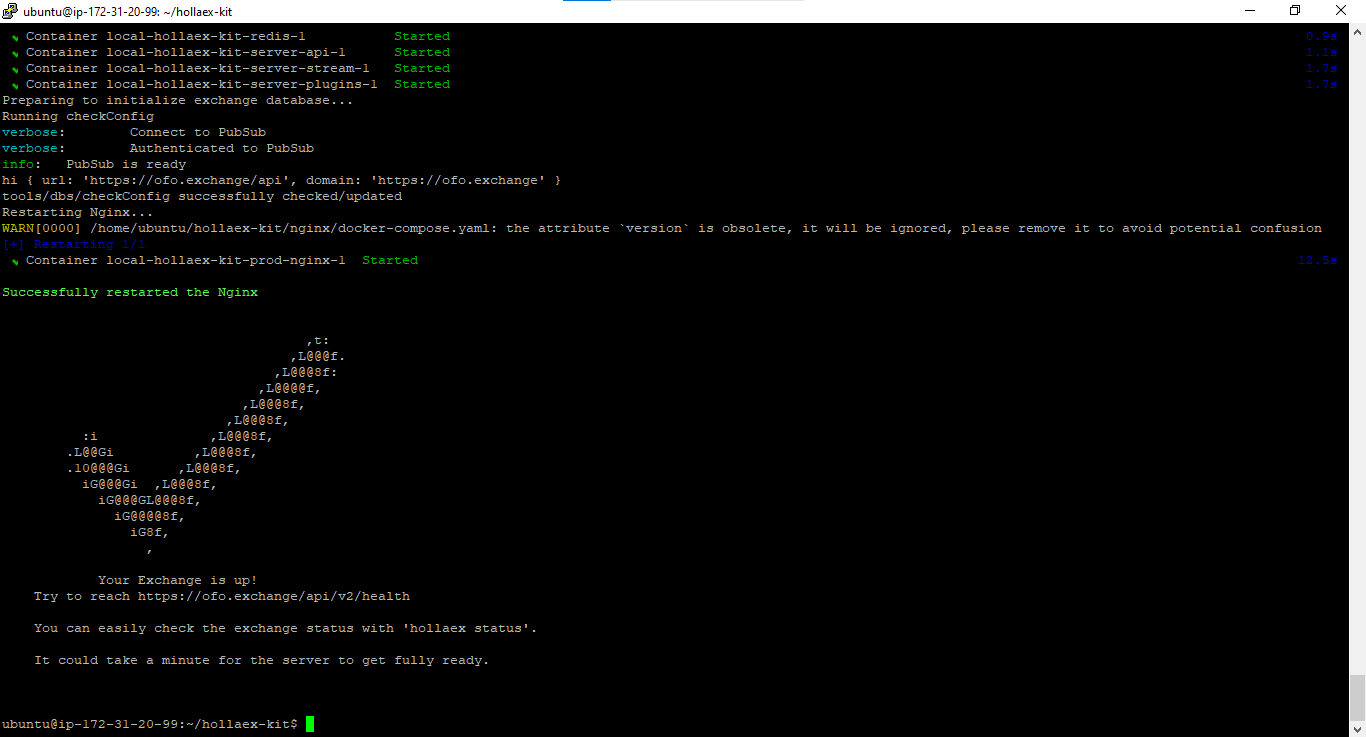 ubuntu@ip-172-31-20-99: ~/hollaex-kit
Container local-hollaex-kit-redis-1 Started 0.9s
Container local-hollaex-kit-server-api-1 Started 1.1s
Container local-hollaex-kit-server-stream-1 Started 1.7s
Container local-hollaex-kit-server-plugins-1 Started 1.7s
Preparing to initialize exchange database...
Running checkConfig
verbose: Connect to PubSub
verbose: Authenticated to PubSub
info: PubSub is ready
hi { url: 'https://ofo.exchange/api', domain: 'https://ofo.exchange' }
tools/dbs/checkConfig successfully checked/updated
Restarting Nginx...
WARN[0000] /home/ubuntu/hollaex-kit/nginx/docker-compose.yaml: the attribute `version` is obsolete, it will be ignored, please remove it to avoid potential confusion
[+] Restarting 1/1
Container local-hollaex-kit-prod-nginx-1 Started 12.5s
Successfully restarted the Nginx
,t:
,L@@@f.
,L@@@8f:
,L@@@@f,
,L@@@8f,
,L@@@8f,
:i ,L@@@8f,
.L@@Gi ,L@@@8f,
.10@@@Gi ,L@@@8f,
iG@@@Gi ,L@@@8f,
iG@@@GL@@@8f,
iG@@@@8f,
iG8f,
,
Your Exchange is up!
Try to reach https://ofo.exchange/api/v2/health
You can easily check the exchange status with 'hollaex status'.
It could take a minute for the server to get fully ready.
ubuntu@ip-172-31-20-99:~/hollaex-kit$